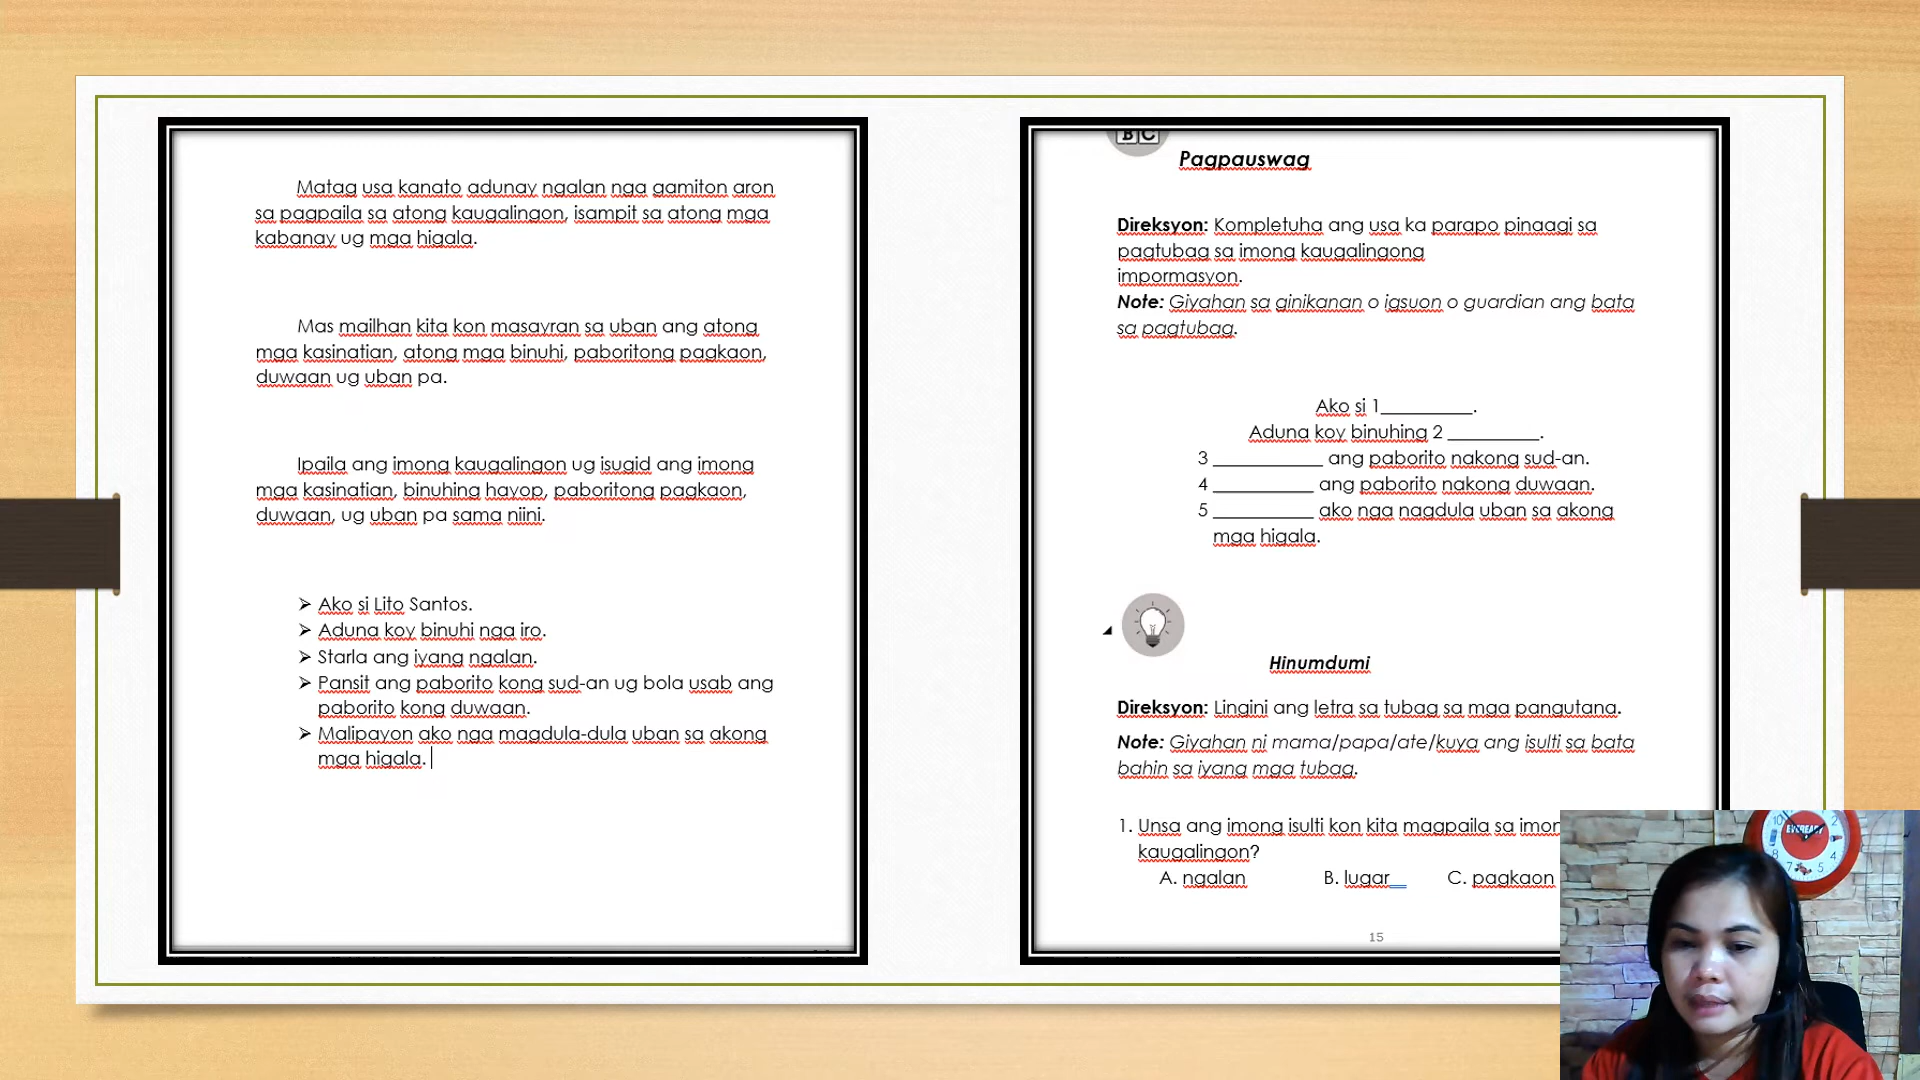 Matag usa kanato adunay ngalan nga gamiton aron
sa pagpaila sa atong kaugalingon, isampit sa atong mga
kabanay ug mga higala.
Mas mailhan kita kon masayran sa uban ang atong
mga kasinatian, atong mga binuhi, paboritong pagkaon,
duwaan ug uban pa.
Ipaila ang imong kaugalingon ug isugid ang imong
mga kasinatian, binuhing hayop, paboritong pagkaon,
duwaan, ug uban pa sama niini.
➢ Ako si Lito Santos.
➢ Aduna koy binuhi nga iro.
➢ Starla ang iyang ngalan.
➢ Pansit ang paborito kong sud-an ug bola usab ang
paborito kong duwaan.
➢ Malipayon ako nga magdula-dula uban sa akong
mga higala.
B C
Pagpauswag
Direksyon: Kompletuha ang usa ka parapo pinaagi sa
pagtubag sa imong kaugalingong
impormasyon.
Note: Giyahan sa ginikanan o igsuon o guardian ang bata
sa pagtubag.
Ako si 1__________.
Aduna koy binuhing 2 __________.
3 ____________ ang paborito nakong sud-an.
4 ___________ ang paborito nakong duwaan.
5 ___________ ako nga nagdula uban sa akong
mga higala.
Hinumdumi
Direksyon: Lingini ang letra sa tubag sa mga pangutana.
Note: Giyahan ni mama/papa/ate/kuya ang isulti sa bata
bahin sa iyang mga tubag.
1. Unsa ang imong isulti kon kita magpaila sa
kaugalingon?
A. ngalan B. lugar__ C. pagkaon
15
EVEREADY
10 2
8 4
7 5